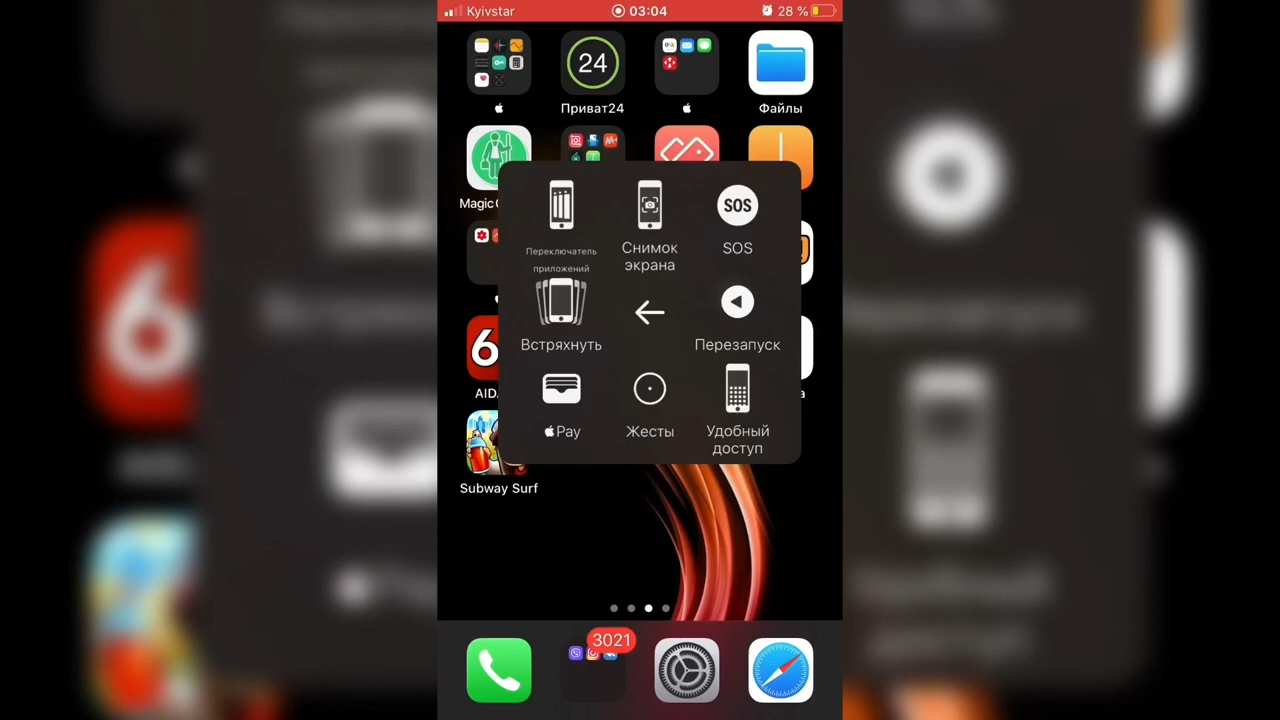 Kyivstar 03:04 28 %
24
Приват24
Файлы
Magic
SOS
Переключатель
приложений
Снимок
экрана
SOS
Встряхнуть
Перезапуск
6
AIDA
Pay
Жесты
Удобный
доступ
Subway Surf
3021